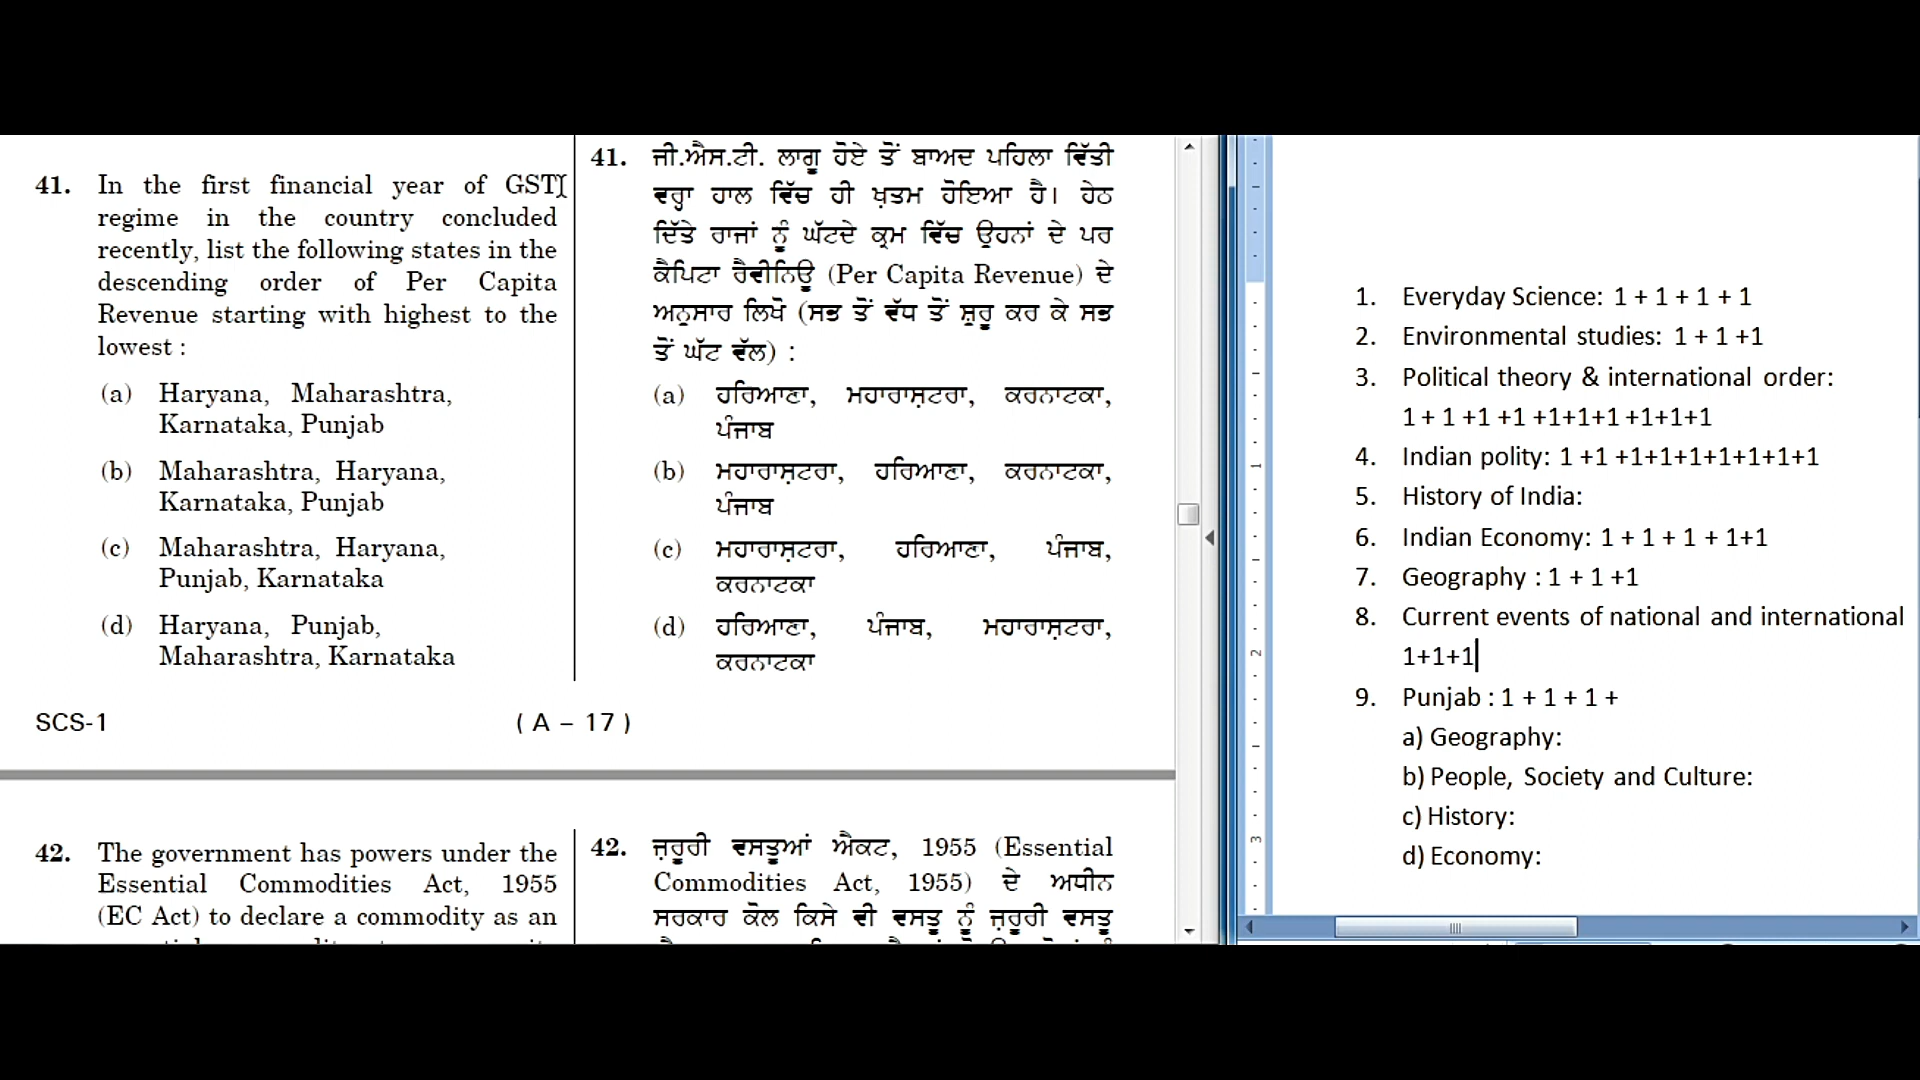 41. In the first financial year of GST
regime in the country concluded
recently, list the following states in the
descending order of Per Capita
Revenue starting with highest to the
lowest :
(a) Haryana, Maharashtra,
Karnataka, Punjab
(b) Maharashtra, Haryana,
Karnataka, Punjab
(c) Maharashtra, Haryana,
Punjab, Karnataka
(d) Haryana, Punjab,
Maharashtra, Karnataka
41. ਜੀ.ਐਸ.ਟੀ. ਲਾਗੂ ਹੋਏ ਤੋਂ ਬਾਅਦ ਪਹਿਲਾ ਵਿੱਤੀ
ਵਰ੍ਹਾ ਹਾਲ ਵਿੱਚ ਹੀ ਖ਼ਤਮ ਹੋਇਆ ਹੈ। ਹੇਠ
ਦਿੱਤੇ ਰਾਜਾਂ ਨੂੰ ਘੱਟਦੇ ਕ੍ਰਮ ਵਿੱਚ ਉਹਨਾਂ ਦੇ ਪਰ
ਕੈਪਿਟਾ ਰੈਵੀਨਿਊ (Per Capita Revenue) ਦੇ
ਅਨੁਸਾਰ ਲਿਖੋ (ਸਭ ਤੋਂ ਵੱਧ ਤੋਂ ਸ਼ੁਰੂ ਕਰ ਕੇ ਸਭ
ਤੋਂ ਘੱਟ ਵੱਲ) :
(a) ਹਰਿਆਣਾ, ਮਹਾਰਾਸ਼ਟਰਾ, ਕਰਨਾਟਕਾ,
ਪੰਜਾਬ
(b) ਮਹਾਰਾਸ਼ਟਰਾ, ਹਰਿਆਣਾ, ਕਰਨਾਟਕਾ,
ਪੰਜਾਬ
(c) ਮਹਾਰਾਸ਼ਟਰਾ, ਹਰਿਆਣਾ, ਪੰਜਾਬ,
ਕਰਨਾਟਕਾ
(d) ਹਰਿਆਣਾ, ਪੰਜਾਬ, ਮਹਾਰਾਸ਼ਟਰਾ,
ਕਰਨਾਟਕਾ
SCS-1 ( A – 17 )
42. The government has powers under the
Essential Commodities Act, 1955
(EC Act) to declare a commodity as an
42. ਜ਼ਰੂਰੀ ਵਸਤੂਆਂ ਐਕਟ, 1955 (Essential
Commodities Act, 1955) ਦੇ ਅਧੀਨ
ਸਰਕਾਰ ਕੋਲ ਕਿਸੇ ਵੀ ਵਸਤੂ ਨੂੰ ਜ਼ਰੂਰੀ ਵਸਤੂ
1. Everyday Science: 1 + 1 + 1 + 1
2. Environmental studies: 1 + 1 +1
3. Political theory & international order:
1 + 1 +1 +1 +1+1+1 +1+1+1
4. Indian polity: 1 +1 +1+1+1+1+1+1+1
5. History of India:
6. Indian Economy: 1 + 1 + 1 + 1+1
7. Geography : 1 + 1 +1
8. Current events of national and international
1+1+1
9. Punjab : 1 + 1 + 1 +
a) Geography:
b) People, Society and Culture:
c) History:
d) Economy:
1
2
3